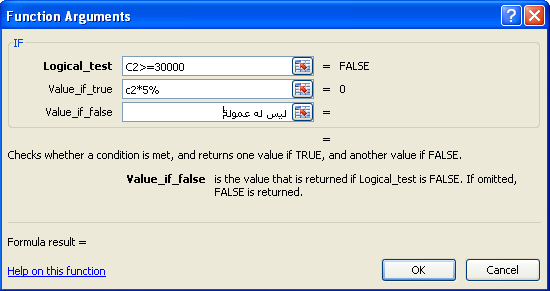 Function Arguments
IF
Logical_test C2>=30000 = FALSE
Value_if_true c2*5% = 0
Value_if_false ليس له عمولة =
=
Checks whether a condition is met, and returns one value if TRUE, and another value if FALSE.
Value_if_false is the value that is returned if Logical_test is FALSE. If omitted,
FALSE is returned.
Formula result =
Help on this function OK Cancel